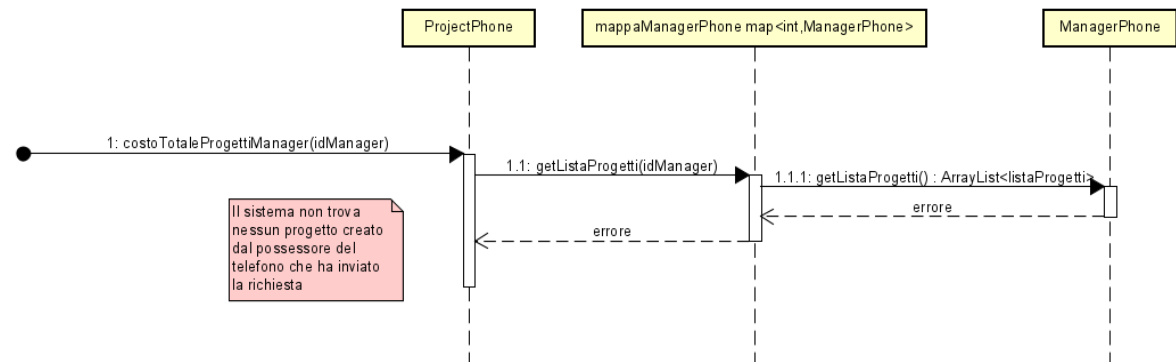 ProjectPhone
mappaManagerPhone map<int,ManagerPhone>
ManagerPhone
1: costoTotaleProgettiManager(idManager)
1.1: getListaProgetti(idManager)
1.1.1: getListaProgetti() : ArrayList<listaProgetti>
errore
errore
Il sistema non trova
nessun progetto creato
dal possessore del
telefono che ha inviato
la richiesta